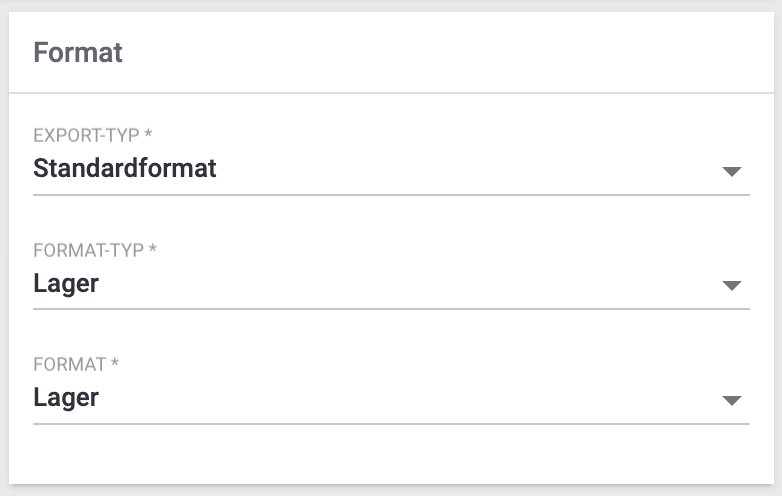 Format
EXPORT-TYP *
Standardformat
FORMAT-TYP *
Lager
FORMAT *
Lager